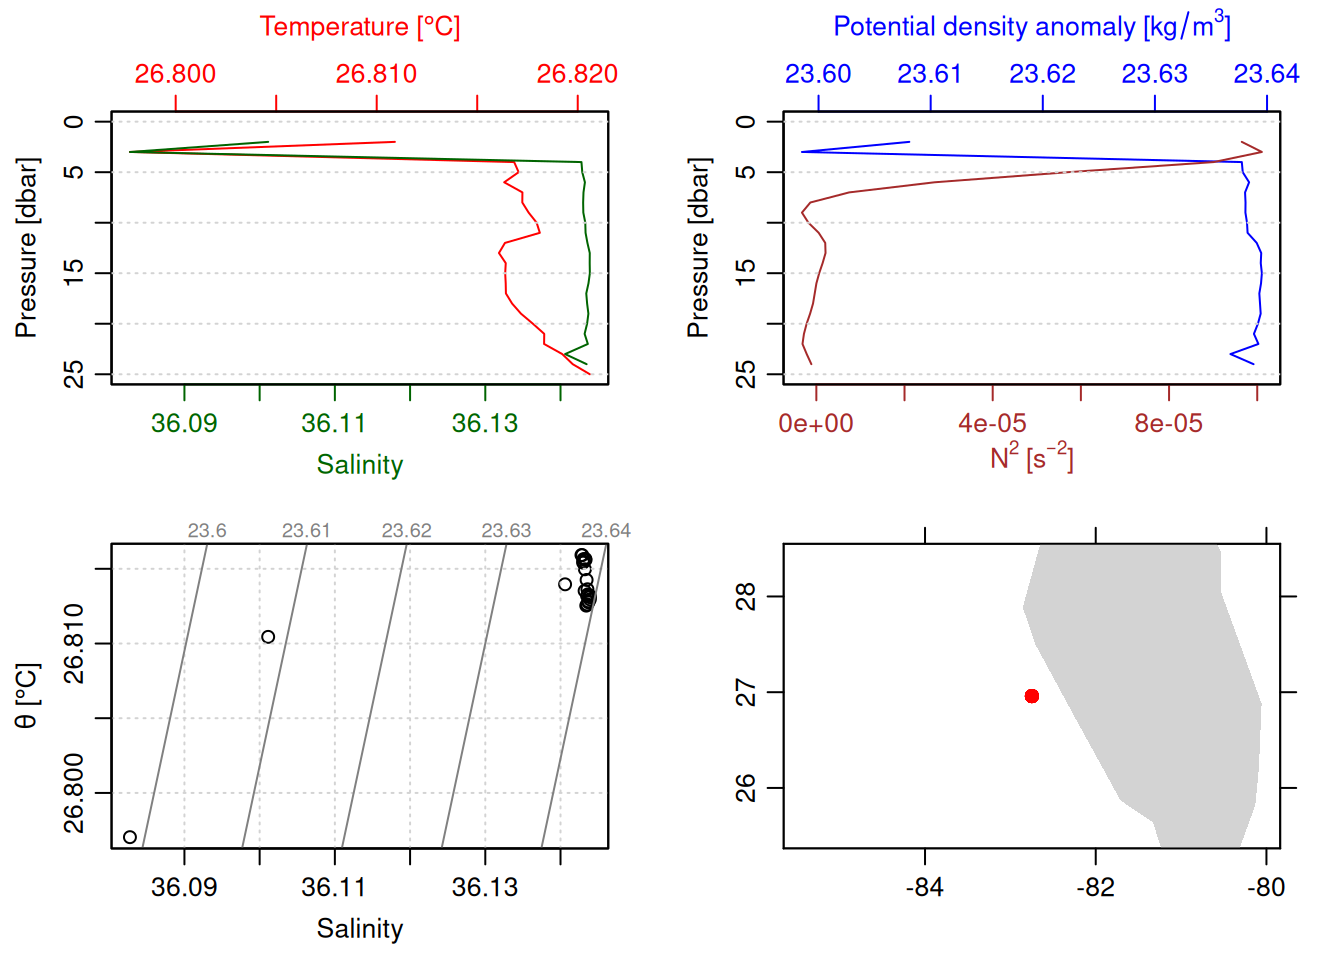 Temperature [°C]
26.800 26.810 26.820
Pressure [dbar]
0 5 15 25
36.09 36.11 36.13
Salinity
Potential density anomaly [kg/m³]
23.60 23.61 23.62 23.63 23.64
Pressure [dbar]
0 5 15 25
0e+00 4e-05 8e-05
N² [s⁻²]
23.6 23.61 23.62 23.63 23.64
θ [°C]
26.810
26.800
36.09 36.11 36.13
Salinity
28
27
26
-84 -82 -80